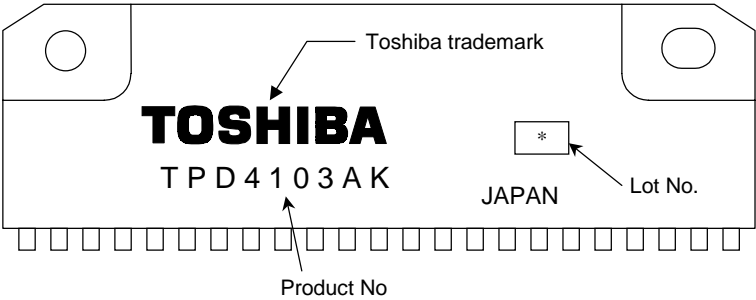 Toshiba trademark
TOSHIBA
*
TPD4103AK
JAPAN
Lot No.
Product No